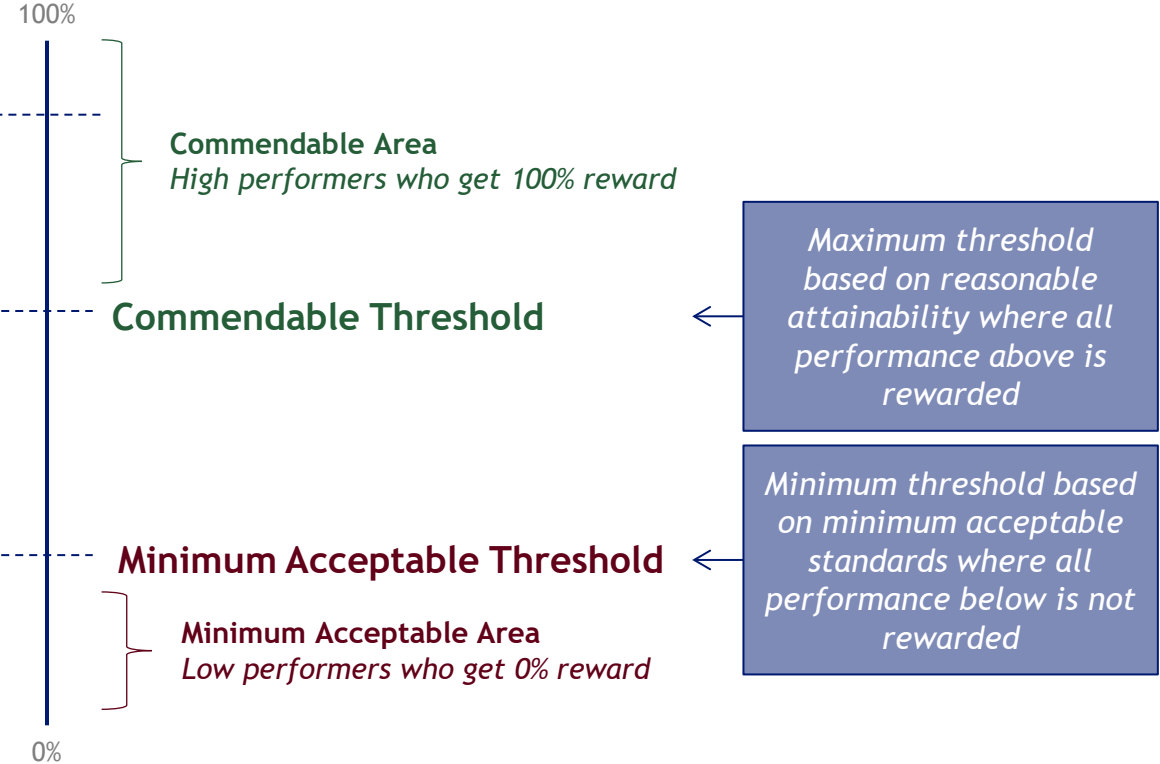 100%
Commendable Area
High performers who get 100% reward
Commendable Threshold
Maximum threshold
based on reasonable
attainability where all
performance above is
rewarded
Minimum threshold based
on minimum acceptable
standards where all
performance below is not
rewarded
Minimum Acceptable Threshold
Minimum Acceptable Area
Low performers who get 0% reward
0%